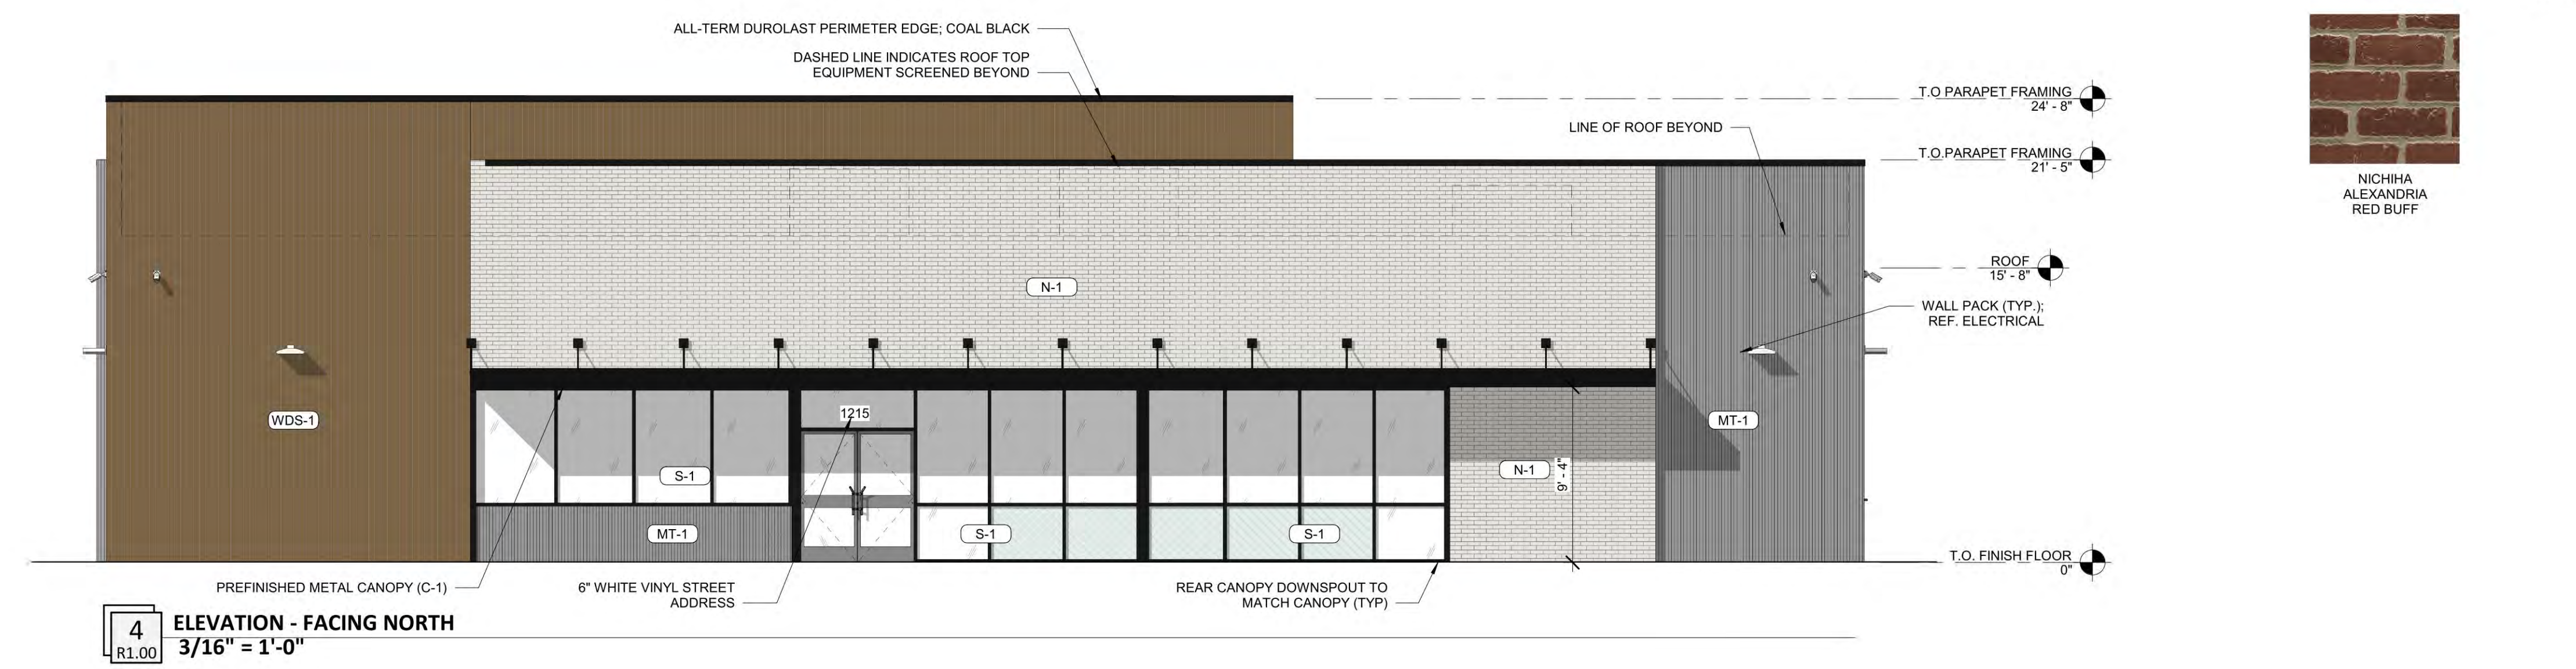 ALL-TERM DUROLAST PERIMETER EDGE; COAL BLACK
DASHED LINE INDICATES ROOF TOP
EQUIPMENT SCREENED BEYOND
T.O PARAPET FRAMING
24' - 8"
LINE OF ROOF BEYOND
T.O.PARAPET FRAMING
21' - 5"
NICHIHA
ALEXANDRIA
RED BUFF
ROOF
15' - 8"
N-1
WALL PACK (TYP.);
REF. ELECTRICAL
1215
WDS-1
MT-1
S-1
N-1
9' - 4"
MT-1
S-1
S-1
T.O. FINISH FLOOR
0"
PREFINISHED METAL CANOPY (C-1)
6" WHITE VINYL STREET
ADDRESS
REAR CANOPY DOWNSPOUT TO
MATCH CANOPY (TYP)
4
R1.00
ELEVATION - FACING NORTH
3/16" = 1'-0"